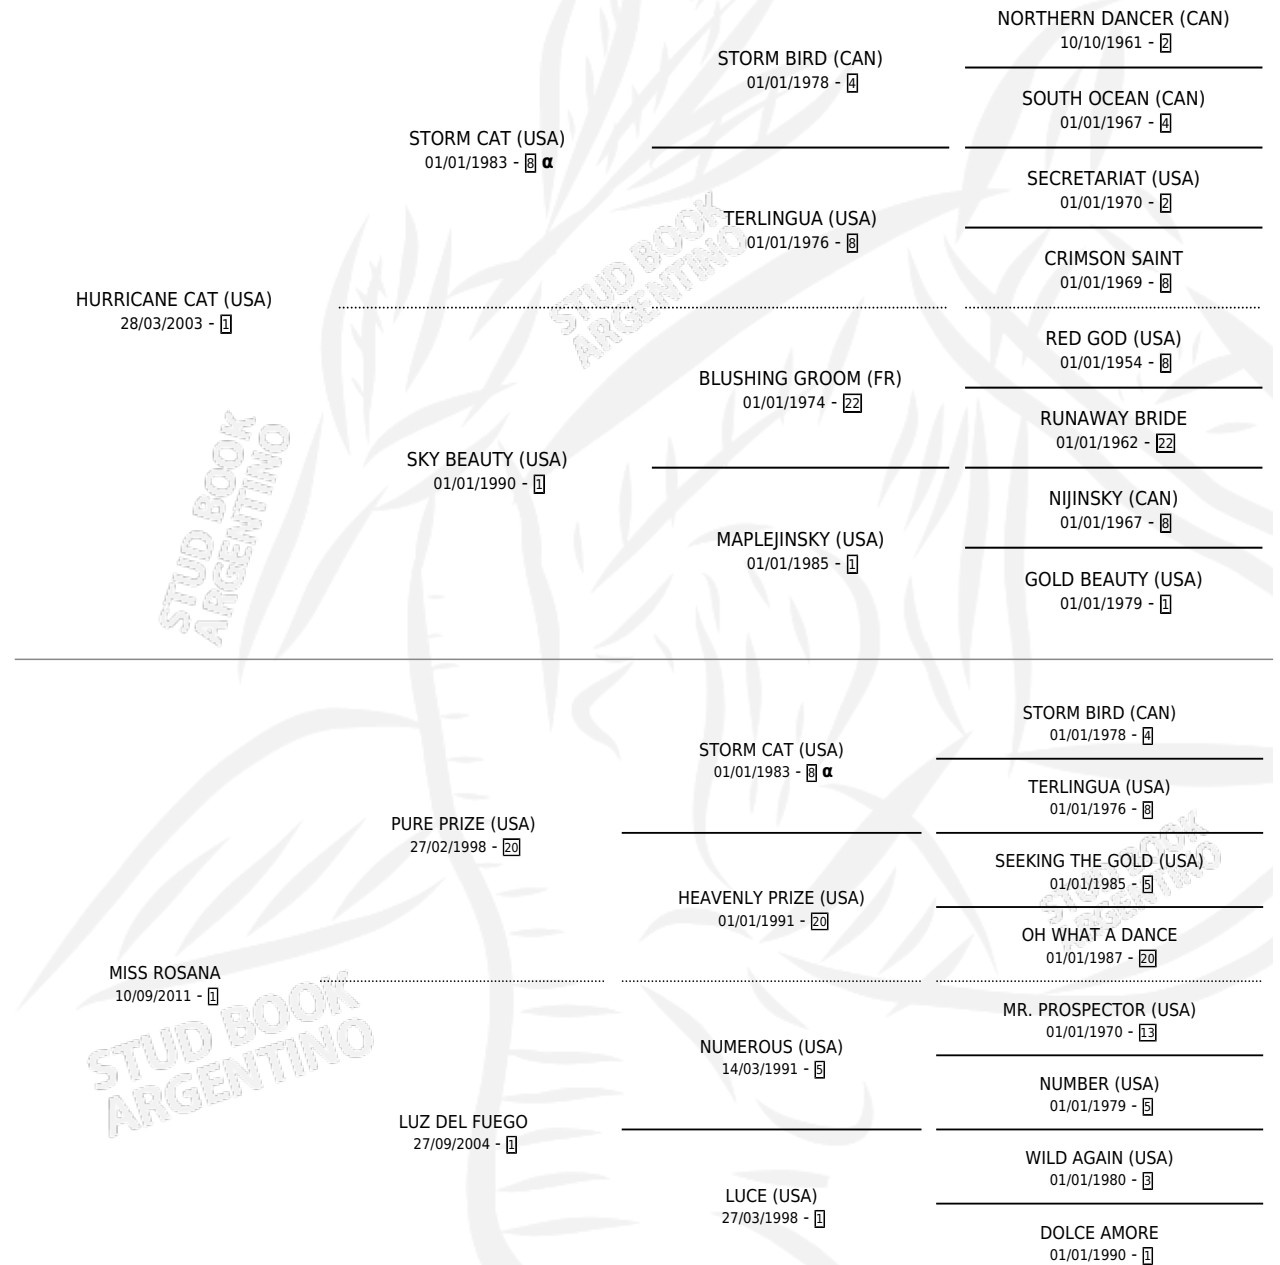 HURRICANE CAT (USA)
28/03/2003 - 1
STORM CAT (USA)
01/01/1983 - 8 α
SKY BEAUTY (USA)
01/01/1990 - 1
STORM BIRD (CAN)
01/01/1978 - 4
TERLINGUA (USA)
01/01/1976 - 8
BLUSHING GROOM (FR)
01/01/1974 - 22
MAPLEJINSKY (USA)
01/01/1985 - 1
NORTHERN DANCER (CAN)
10/10/1961 - 2
SOUTH OCEAN (CAN)
01/01/1967 - 4
SECRETARIAT (USA)
01/01/1970 - 2
CRIMSON SAINT
01/01/1969 - 8
RED GOD (USA)
01/01/1954 - 8
RUNAWAY BRIDE
01/01/1962 - 22
NIJINSKY (CAN)
01/01/1967 - 8
GOLD BEAUTY (USA)
01/01/1979 - 1
MISS ROSANA
10/09/2011 - 1
PURE PRIZE (USA)
27/02/1998 - 20
LUZ DEL FUEGO
27/09/2004 - 1
STORM CAT (USA)
01/01/1983 - 8 α
HEAVENLY PRIZE (USA)
01/01/1991 - 20
NUMEROUS (USA)
14/03/1991 - 5
LUCE (USA)
27/03/1998 - 1
STORM BIRD (CAN)
01/01/1978 - 4
TERLINGUA (USA)
01/01/1976 - 8
SEEKING THE GOLD (USA)
01/01/1985 - 5
OH WHAT A DANCE
01/01/1987 - 20
MR. PROSPECTOR (USA)
01/01/1970 - 13
NUMBER (USA)
01/01/1979 - 5
WILD AGAIN (USA)
01/01/1980 - 3
DOLCE AMORE
01/01/1990 - 1
STUD BOOK
ARGENTINO
STUD BOOK
ARGENTINO
STUD BOOK
ARGENTINO
STUD BOOK
ARGENTINO